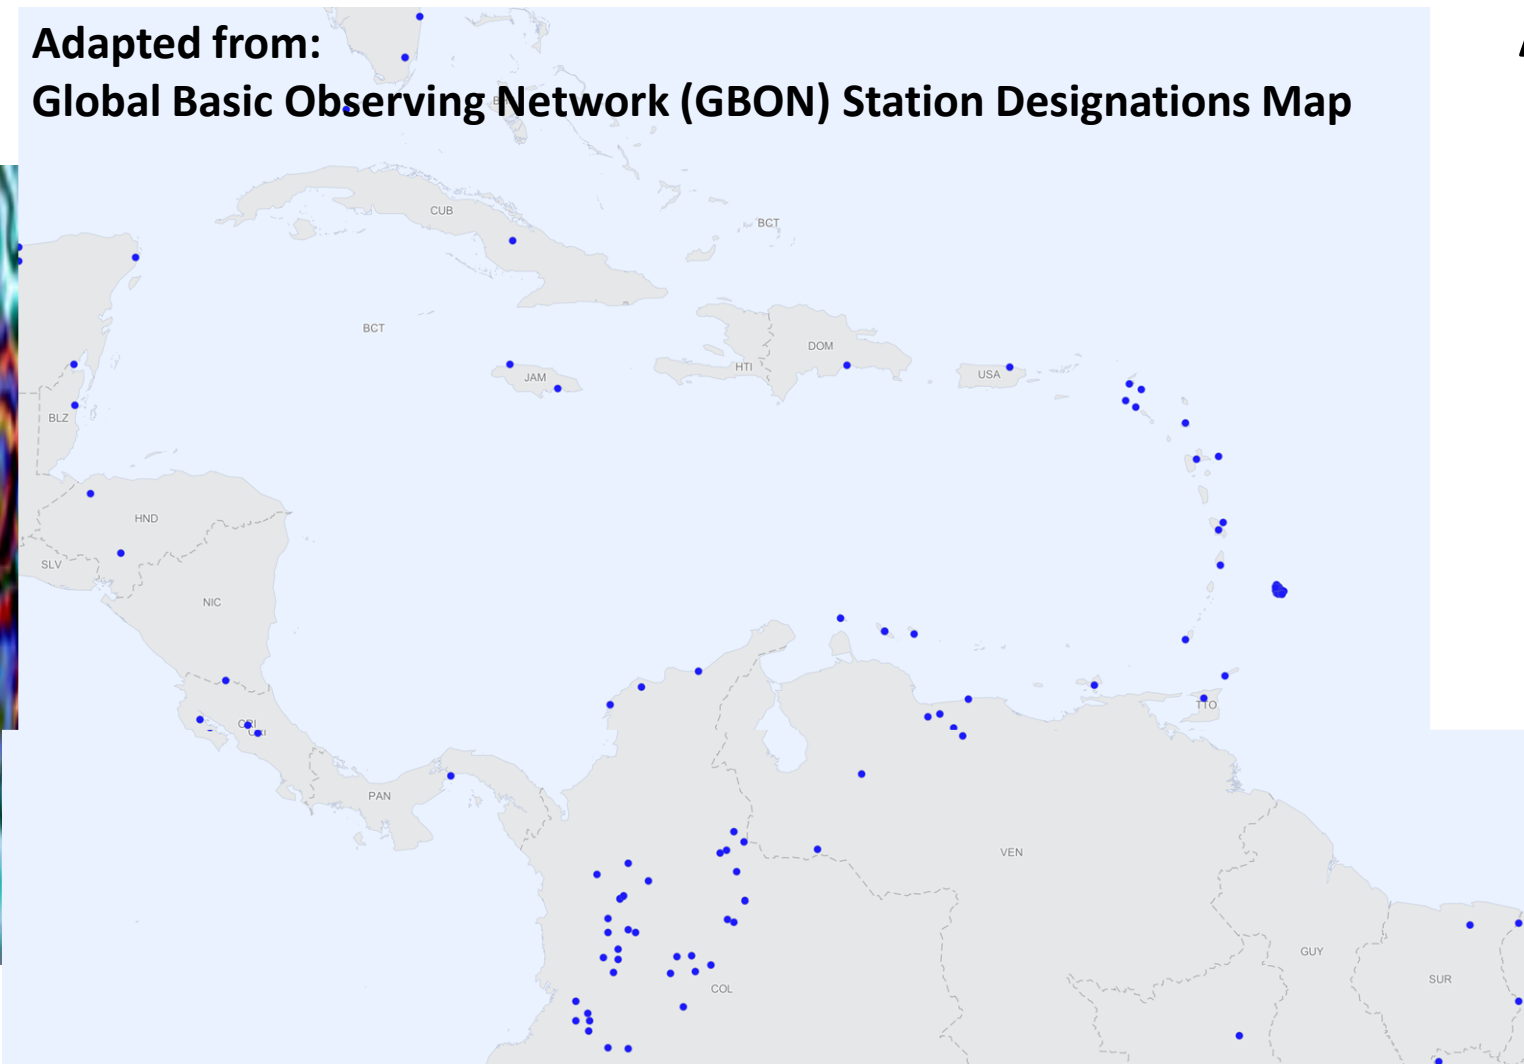 Adapted from:
Global Basic Observing Network (GBON) Station Designations Map
CUB
BCT
BCT
DOM
HTI
JAM
USA
BLZ
HND
SLV
NIC
TTO
CRI
PAN
VEN
GUY
SUR
COL